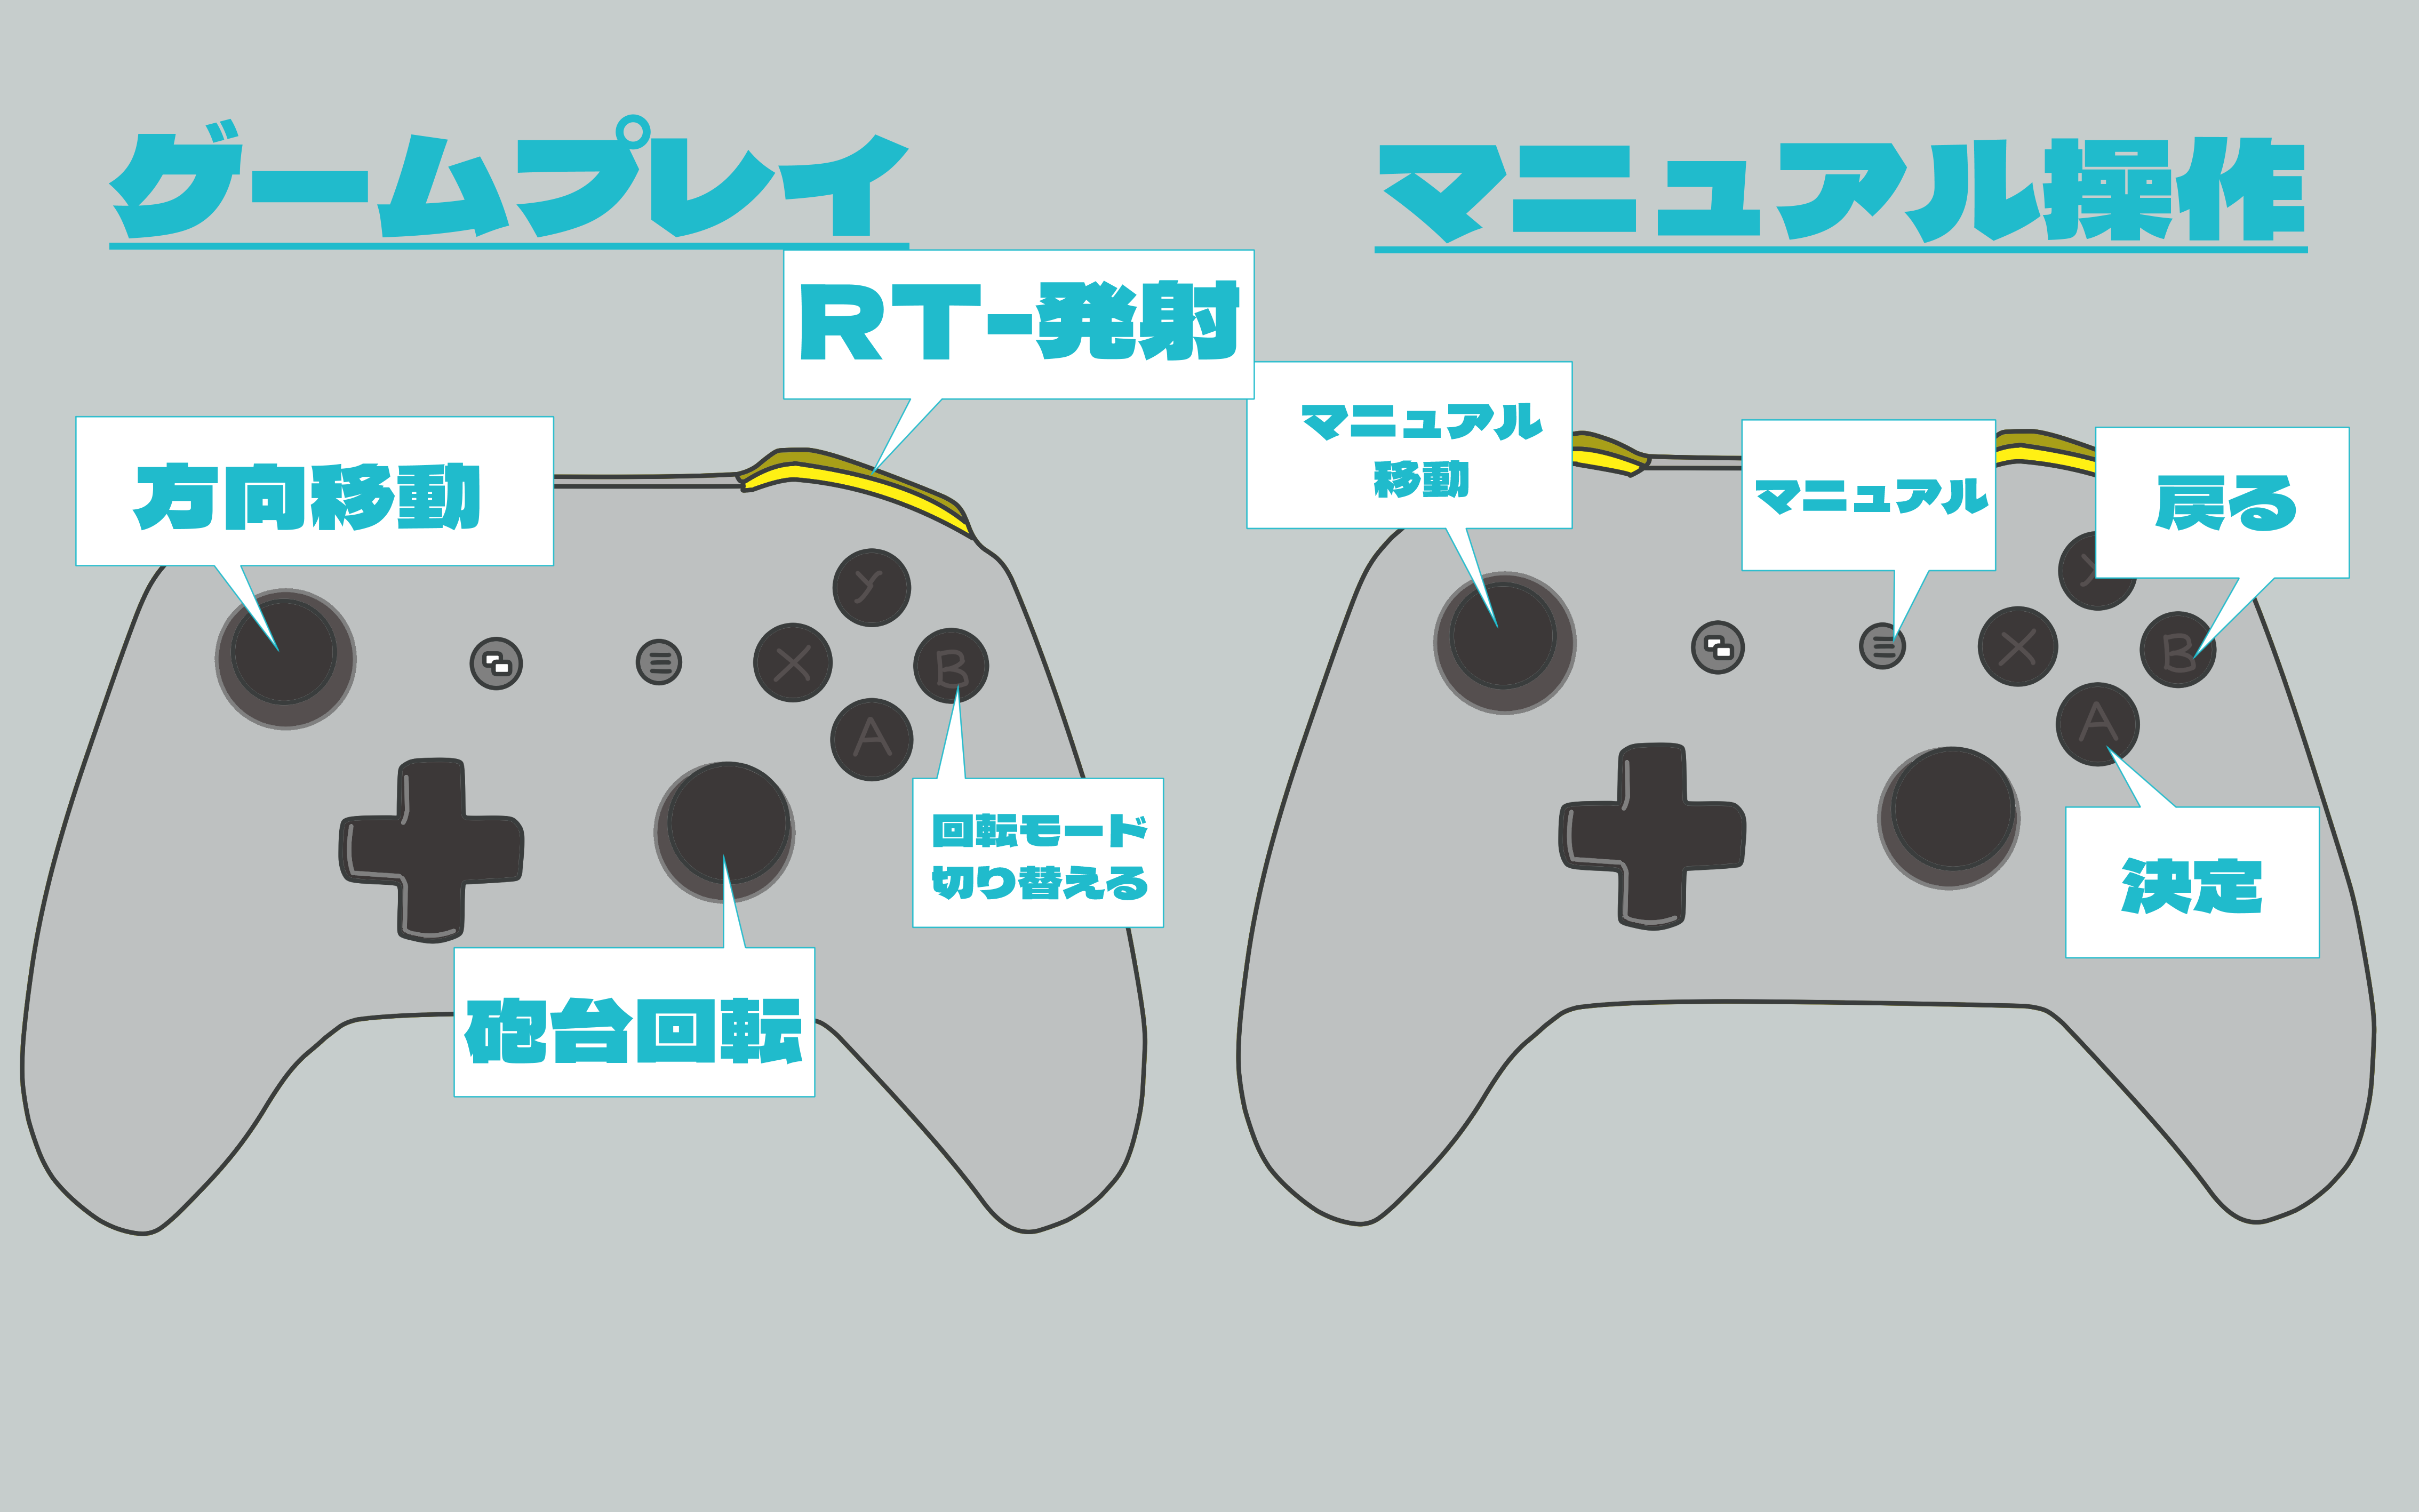 ゲームプレイ
RT-発射
方向移動
Y
X
B
A
回転モード
切り替える
砲台回転
マニュアル操作
マニュアル
移動
マニュアル
戻る
Y
X
B
A
決定